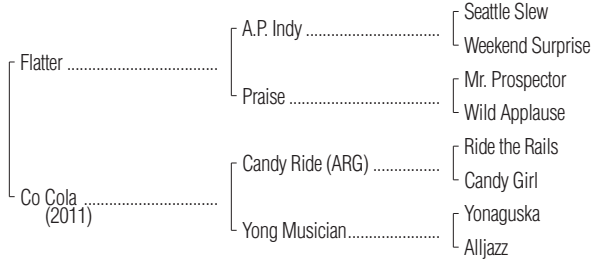 Flatter
A.P. Indy
Seattle Slew
Weekend Surprise
Praise
Mr. Prospector
Wild Applause
Co Cola
(2011)
Candy Ride (ARG)
Ride the Rails
Candy Girl
Yong Musician
Yonaguska
Alljazz